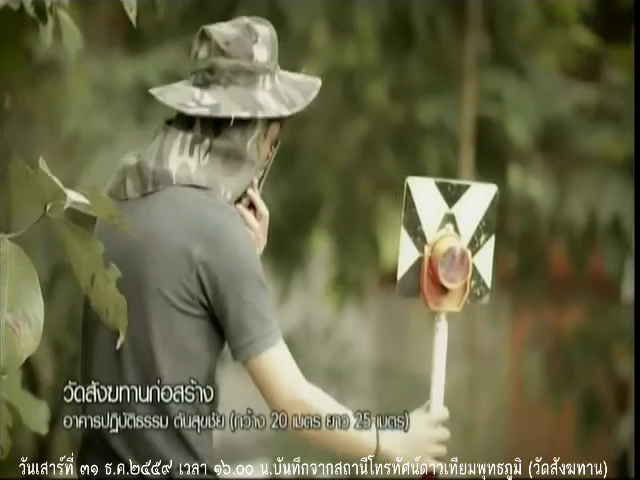 วัดสังฆทานก่อสร้าง
อาคารปฏิบัติธรรม ตันสุขชัย (กว้าง 20 เมตร ยาว 25 เมตร)
วันเสาร์ที่ ๓๑ ธ.ค.๒๕๕๙ เวลา ๑๖.๐๐ น.บันทึกจากสถานีโทรทัศน์ดาวเทียมพุทธภูมิ (วัดสังฆทาน)